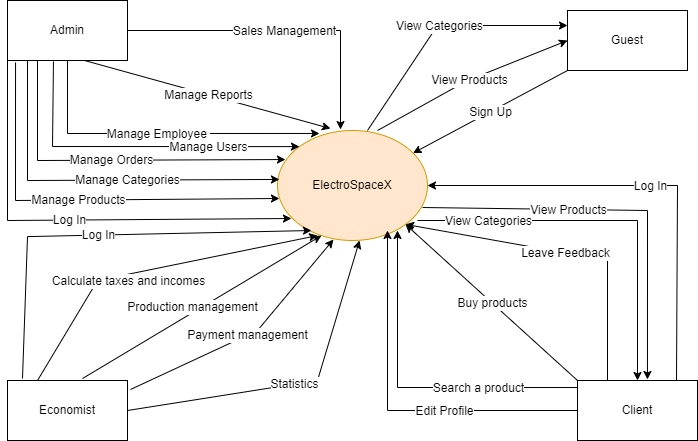 Admin
Sales Management
View Categories
Guest
View Products
Manage Reports
Sign Up
Manage Employee
Manage Users
Manage Orders
Manage Categories
ElectroSpaceX
Log In
Manage Products
View Products
Log In
View Categories
Log In
Leave Feedback
Calculate taxes and incomes
Buy products
Production management
Payment management
Statistics
Search a product
Economist
Edit Profile
Client